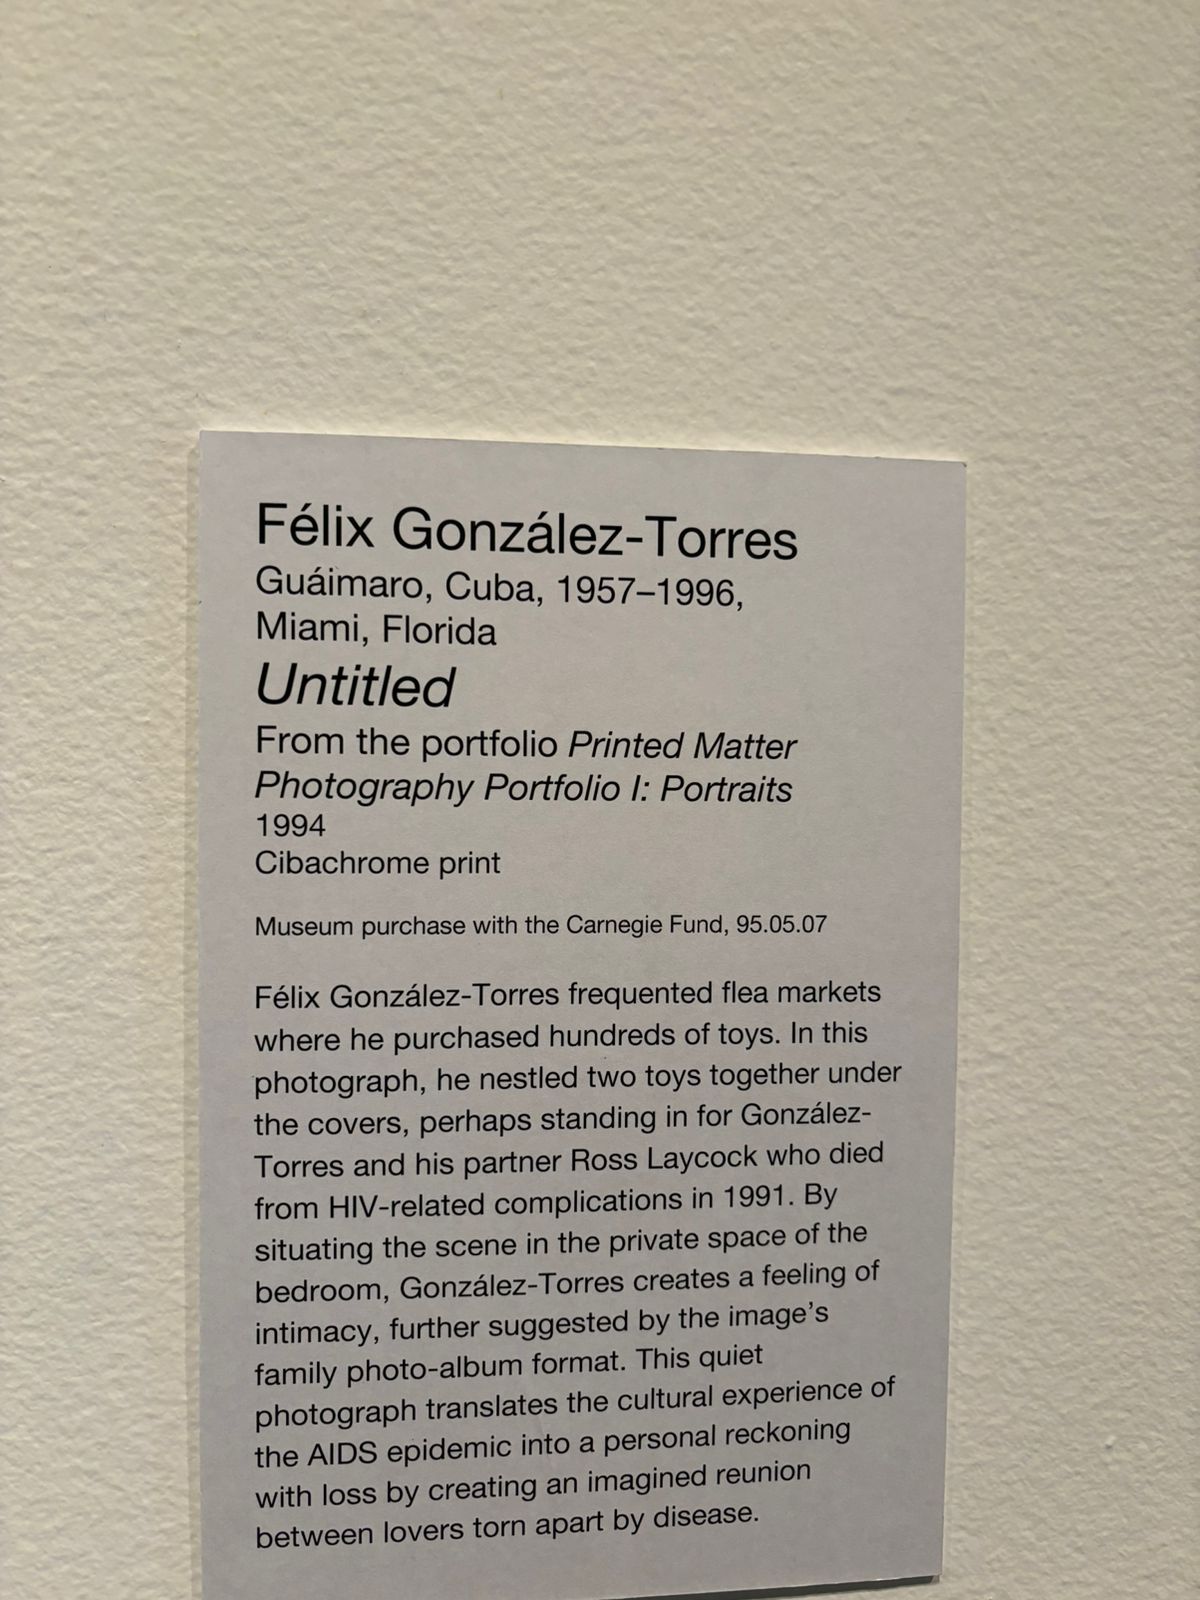 Félix González-Torres
Guáimaro, Cuba, 1957–1996,
Miami, Florida
Untitled
From the portfolio Printed Matter
Photography Portfolio I: Portraits
1994
Cibachrome print
Museum purchase with the Carnegie Fund, 95.05.07
Félix González-Torres frequented flea markets
where he purchased hundreds of toys. In this
photograph, he nestled two toys together under
the covers, perhaps standing in for González-
Torres and his partner Ross Laycock who died
from HIV-related complications in 1991. By
situating the scene in the private space of the
bedroom, González-Torres creates a feeling of
intimacy, further suggested by the image’s
family photo-album format. This quiet
photograph translates the cultural experience of
the AIDS epidemic into a personal reckoning
with loss by creating an imagined reunion
between lovers torn apart by disease.